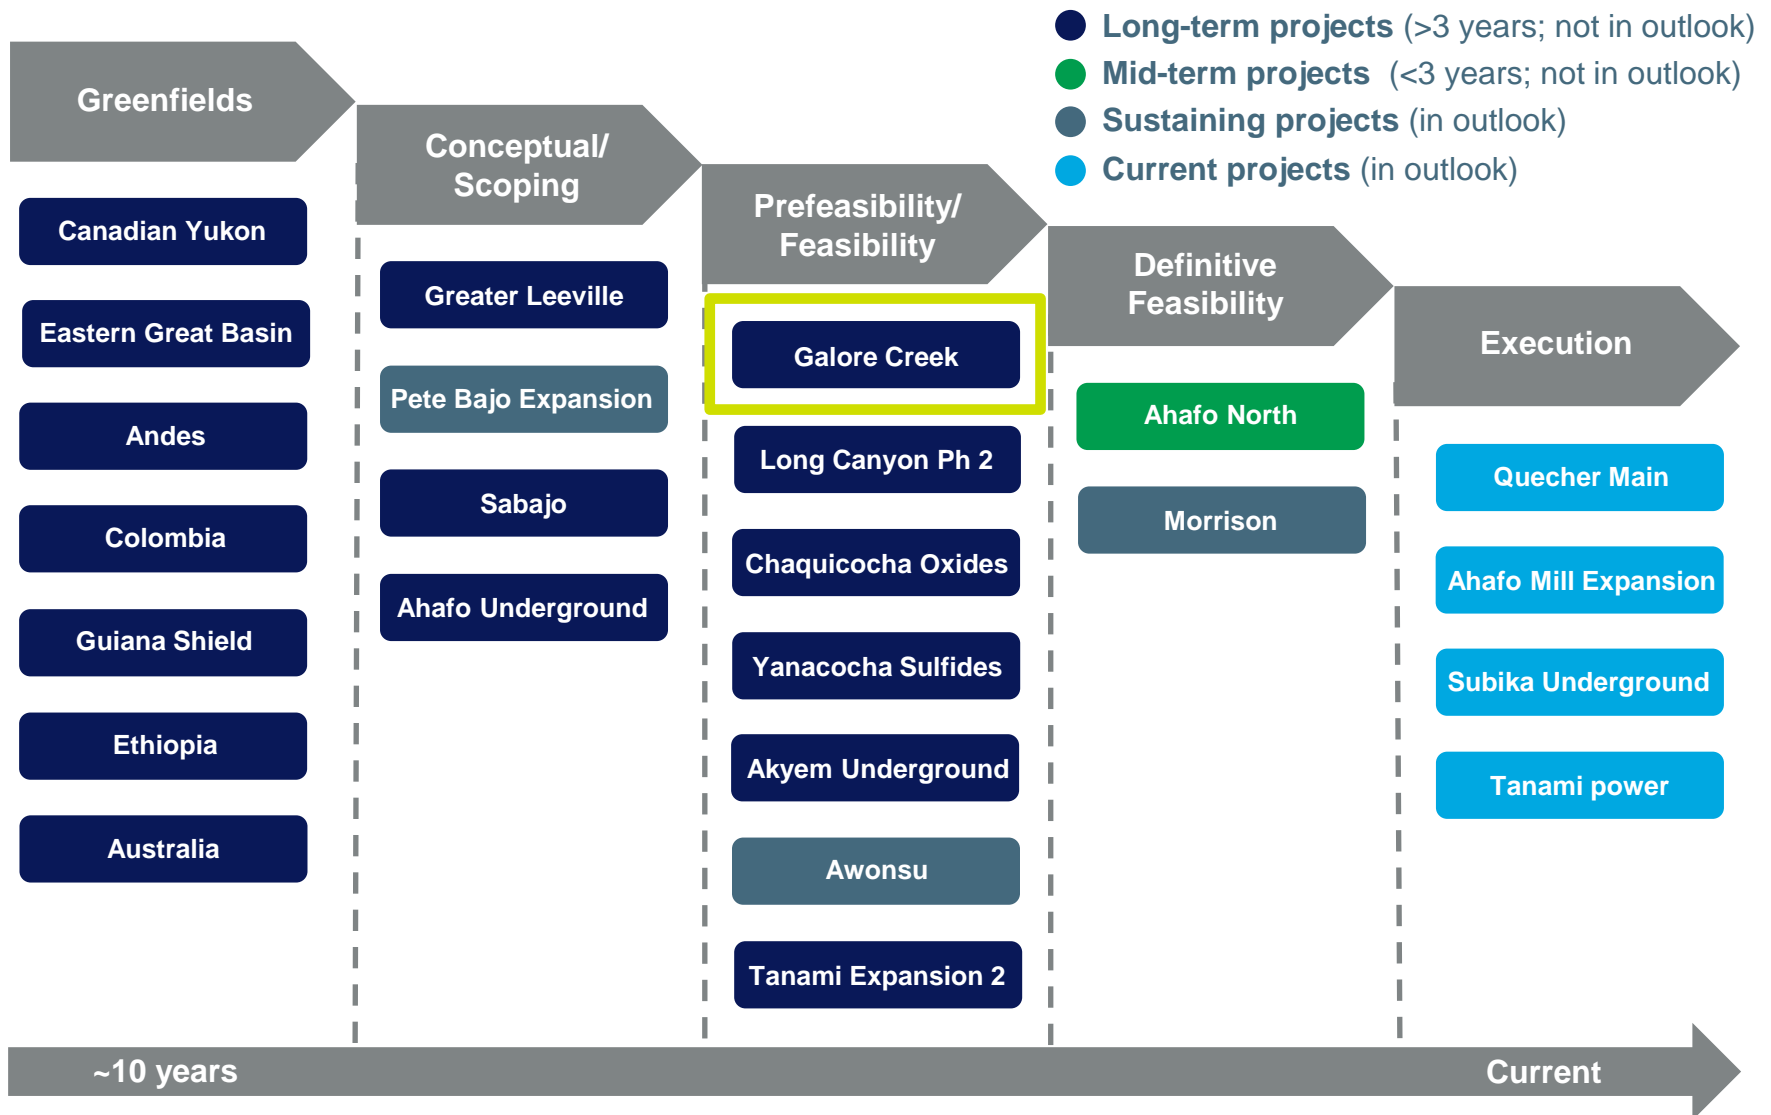 Long-term projects (>3 years; not in outlook)
Mid-term projects (<3 years; not in outlook)
Sustaining projects (in outlook)
Current projects (in outlook)
Greenfields
Canadian Yukon
Eastern Great Basin
Andes
Colombia
Guiana Shield
Ethiopia
Australia
Conceptual/
Scoping
Greater Leeville
Pete Bajo Expansion
Sabajo
Ahafo Underground
Prefeasibility/
Feasibility
Galore Creek
Long Canyon Ph 2
Chaquicocha Oxides
Yanacocha Sulfides
Akyem Underground
Awonsu
Tanami Expansion 2
Definitive
Feasibility
Ahafo North
Morrison
Execution
Quecher Main
Ahafo Mill Expansion
Subika Underground
Tanami power
~10 years
Current